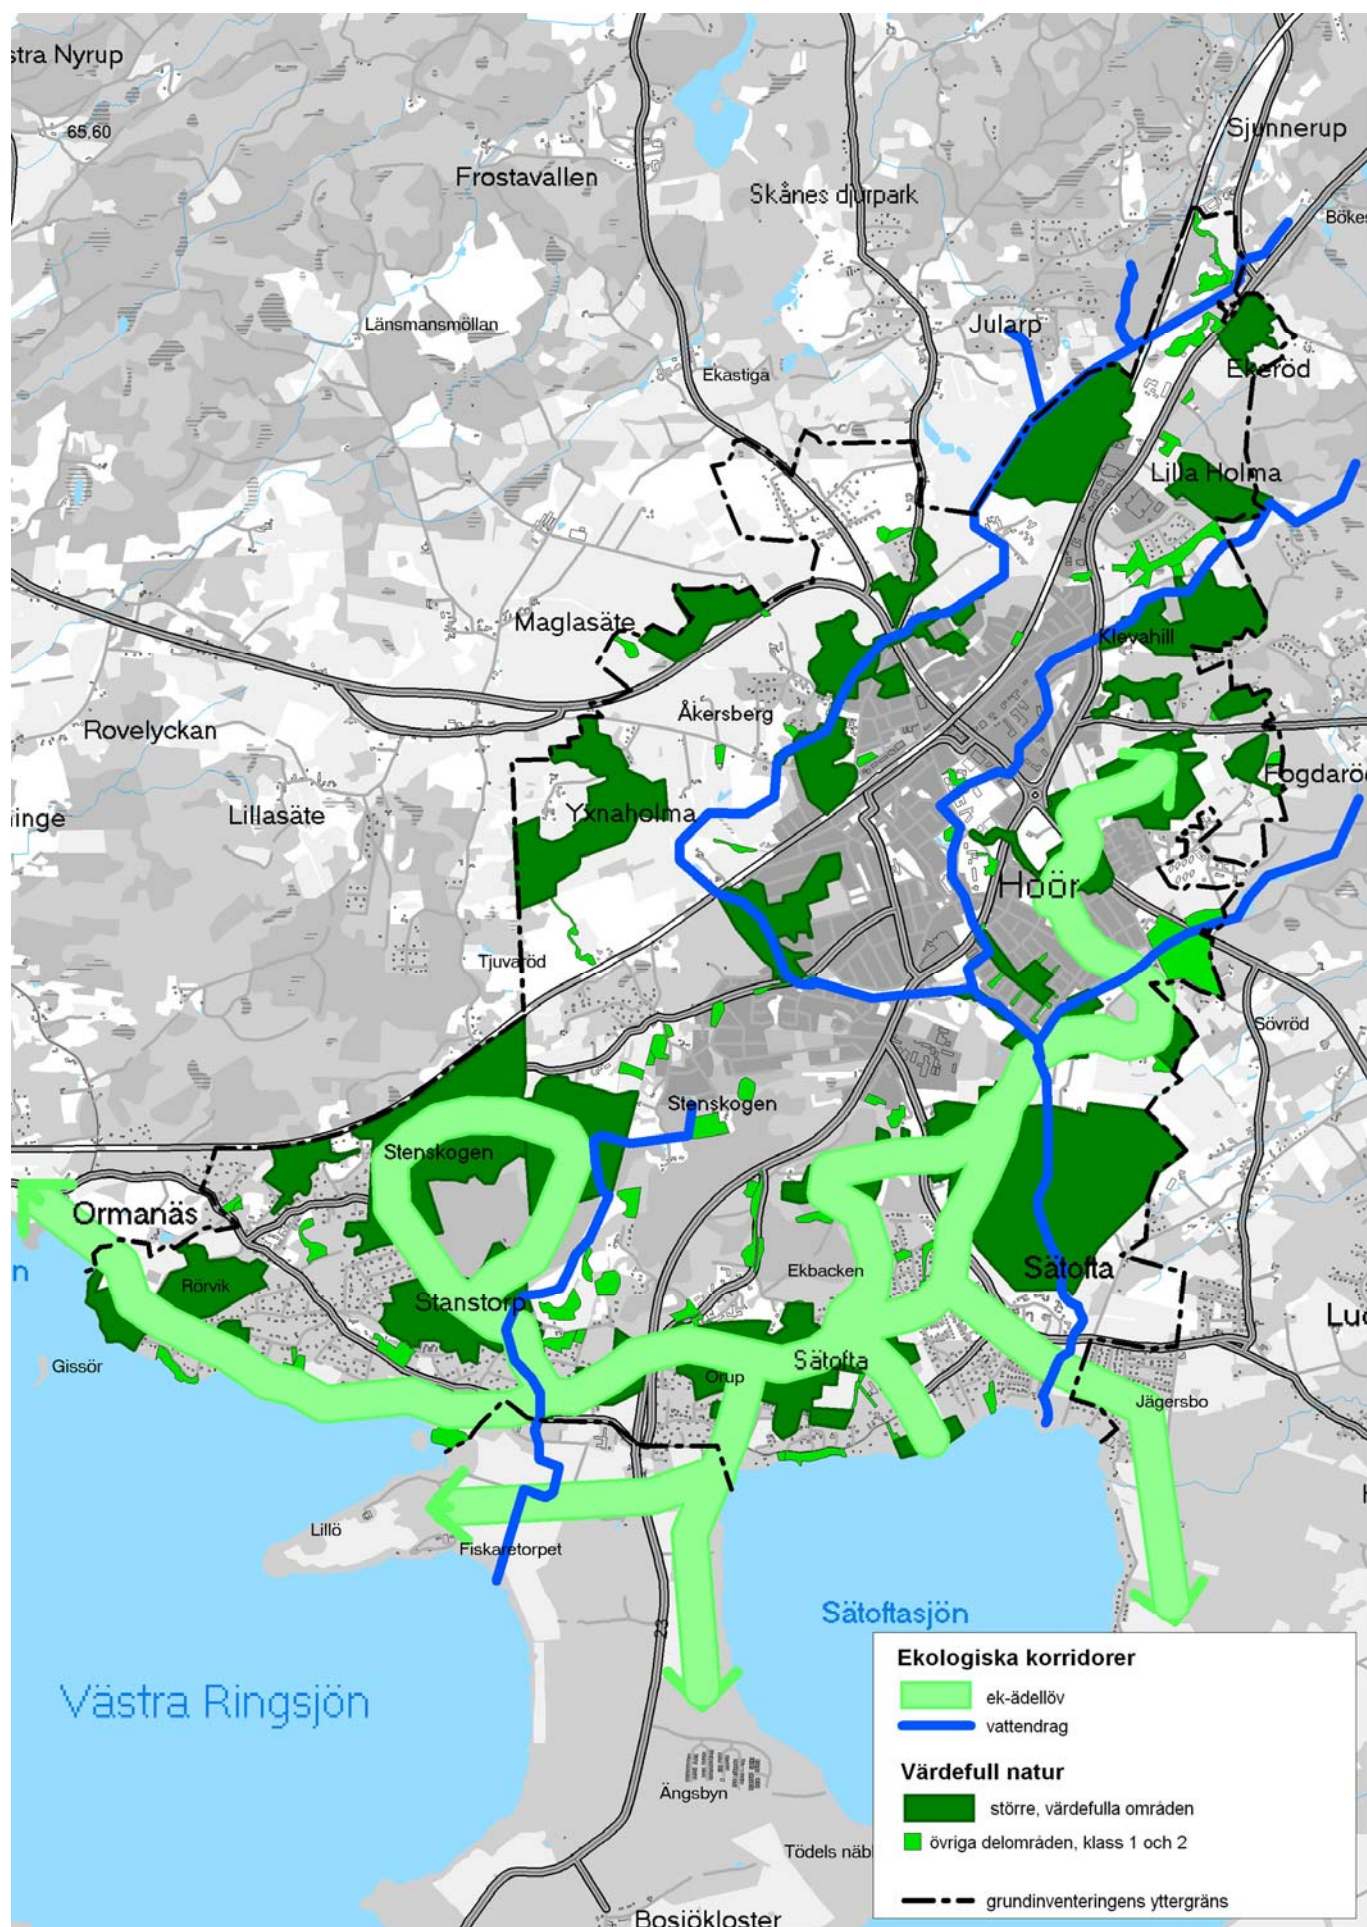 stra Nyrup
65.60
Sjunnerup
Frostavallen
Skånes djurpark
Bökes
Länsmansmöllan
Jularp
Ekastiga
Ekeröd
Lilla Holma
Maglasäte
Klevahill
Åkersberg
Rovelyckan
Fogdaröd
inge
Lillasäte
Yxnaholma
Höör
Tjuvaröd
Sövröd
Stenskogen
Stenskogen
Ormanäs
n
Rörvik
Ekbacken
Sätofta
Stanstorp
Lud
Gissör
Sätofta
Orup
Jägersbo
Lillö
Fiskaretorpet
Sätoftasjön
23
Västra Ringsjön
Ängsbyn
Tödels näb
Bosjökloster
Ekologiska korridorer
ek-ädellöv
vattendrag
Värdefull natur
större, värdefulla områden
övriga delområden, klass 1 och 2
grundinventeringens yttergräns